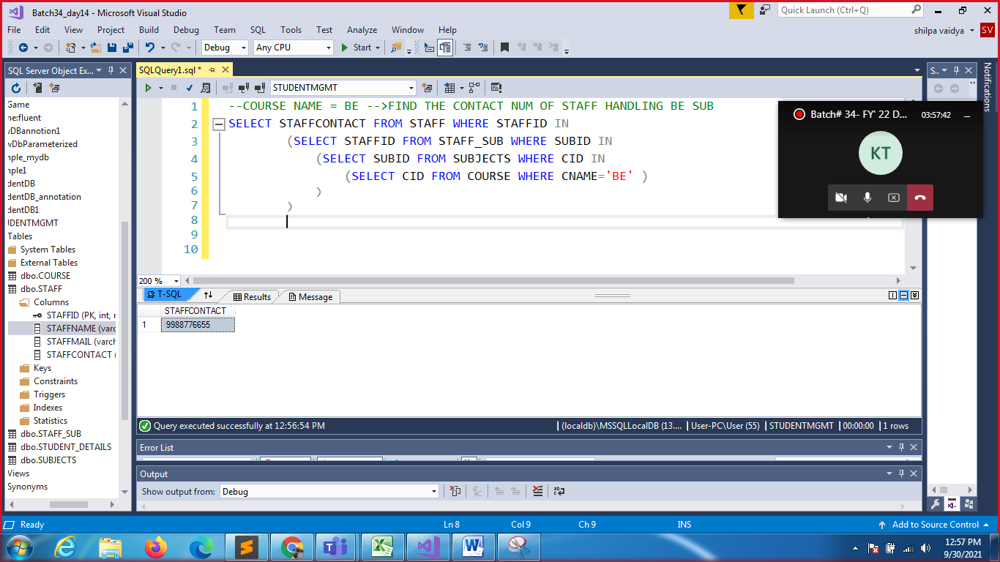 Batch34_day14 - Microsoft Visual Studio
Quick Launch (Ctrl+Q)
File Edit View Project Build Debug Team SQL Tools Test Analyze Window Help
shilpa vaidya SV
Debug Any CPU Start
SQL Server Object Ex...
SQLQuery1.sql *
S..
Notifications
STUDENTMGMT
Game
ne:fluent
vDBannotion1
vDbParameterized
nple_mydb
nple1
dentDB
dentDB_annotation
dentDB1
IDENTMGMT
Tables
System Tables
External Tables
dbo.COURSE
dbo.STAFF
Columns
STAFFID (PK, int, r
STAFFNAME (varc
STAFFMAIL (varch
STAFFCONTACT (
Keys
Constraints
Triggers
Indexes
Statistics
dbo.STAFF_SUB
dbo.STUDENT_DETAILS
dbo.SUBJECTS
Views
Synonyms
1 --COURSE NAME = BE -->FIND THE CONTACT NUM OF STAFF HANDLING BE SUB
2 SELECT STAFFCONTACT FROM STAFF WHERE STAFFID IN
3 (SELECT STAFFID FROM STAFF_SUB WHERE SUBID IN
4 (SELECT SUBID FROM SUBJECTS WHERE CID IN
5 (SELECT CID FROM COURSE WHERE CNAME='BE' )
6 )
7 )
8
9
10
Batch# 34- FY' 22 D... 03:57:42
KT
200 %
T-SQL Results Message
STAFFCONTACT
1 9988776655
Query executed successfully at 12:56:54 PM
(localdb)\MSSQLLocalDB (13.... User-PC\User (55) STUDENTMGMT 00:00:00 1 rows
Error List
Output
Show output from: Debug
Ready Ln 8 Col 9 Ch 9 INS Add to Source Control
12:57 PM
9/30/2021